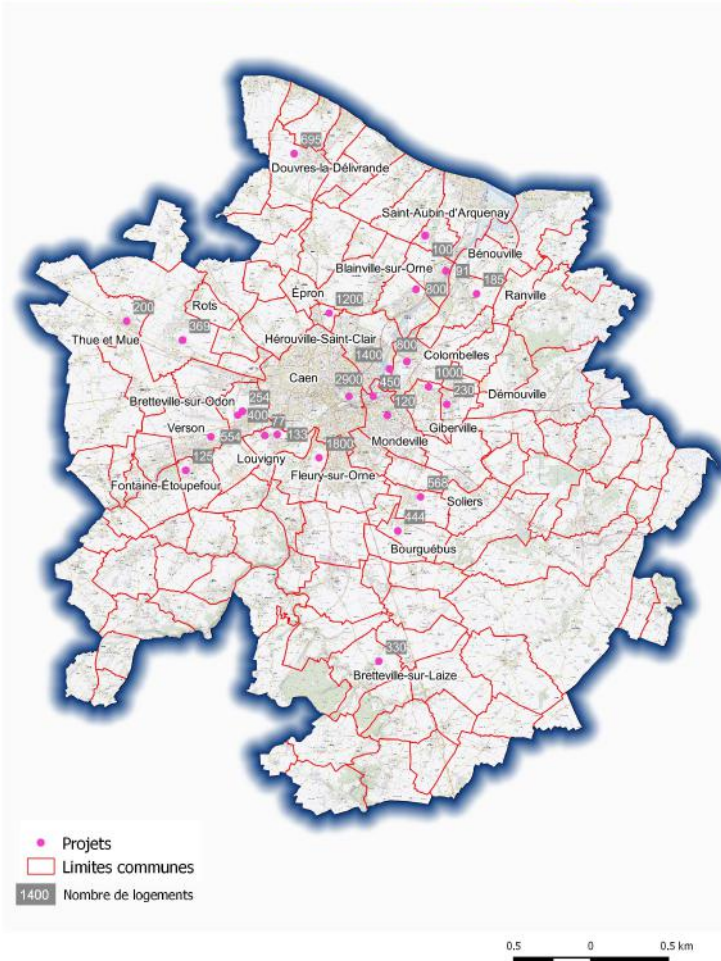 695
Douvres-la-Délivrande
Saint-Aubin-d'Arquenay
100
Bénouville
Blainville-sur-Orne
91
185
Épron
800
Ranville
200
Rots
1200
369
Thue et Mue
Hérouville-Saint-Clair
800
1400
Colombelles
Caen
2900
450
1000
Démouville
Bretteville-sur-Odon
254
230
400
120
Giberville
Verson
554
77
133
Mondeville
125
Louvigny
1800
Fontaine-Étoupefour
Fleury-sur-Orne
568
Soliers
444
Bourguébus
330
Bretteville-sur-Laize
Projets
Limites communes
1400 Nombre de logements
0.5 0 0.5 km